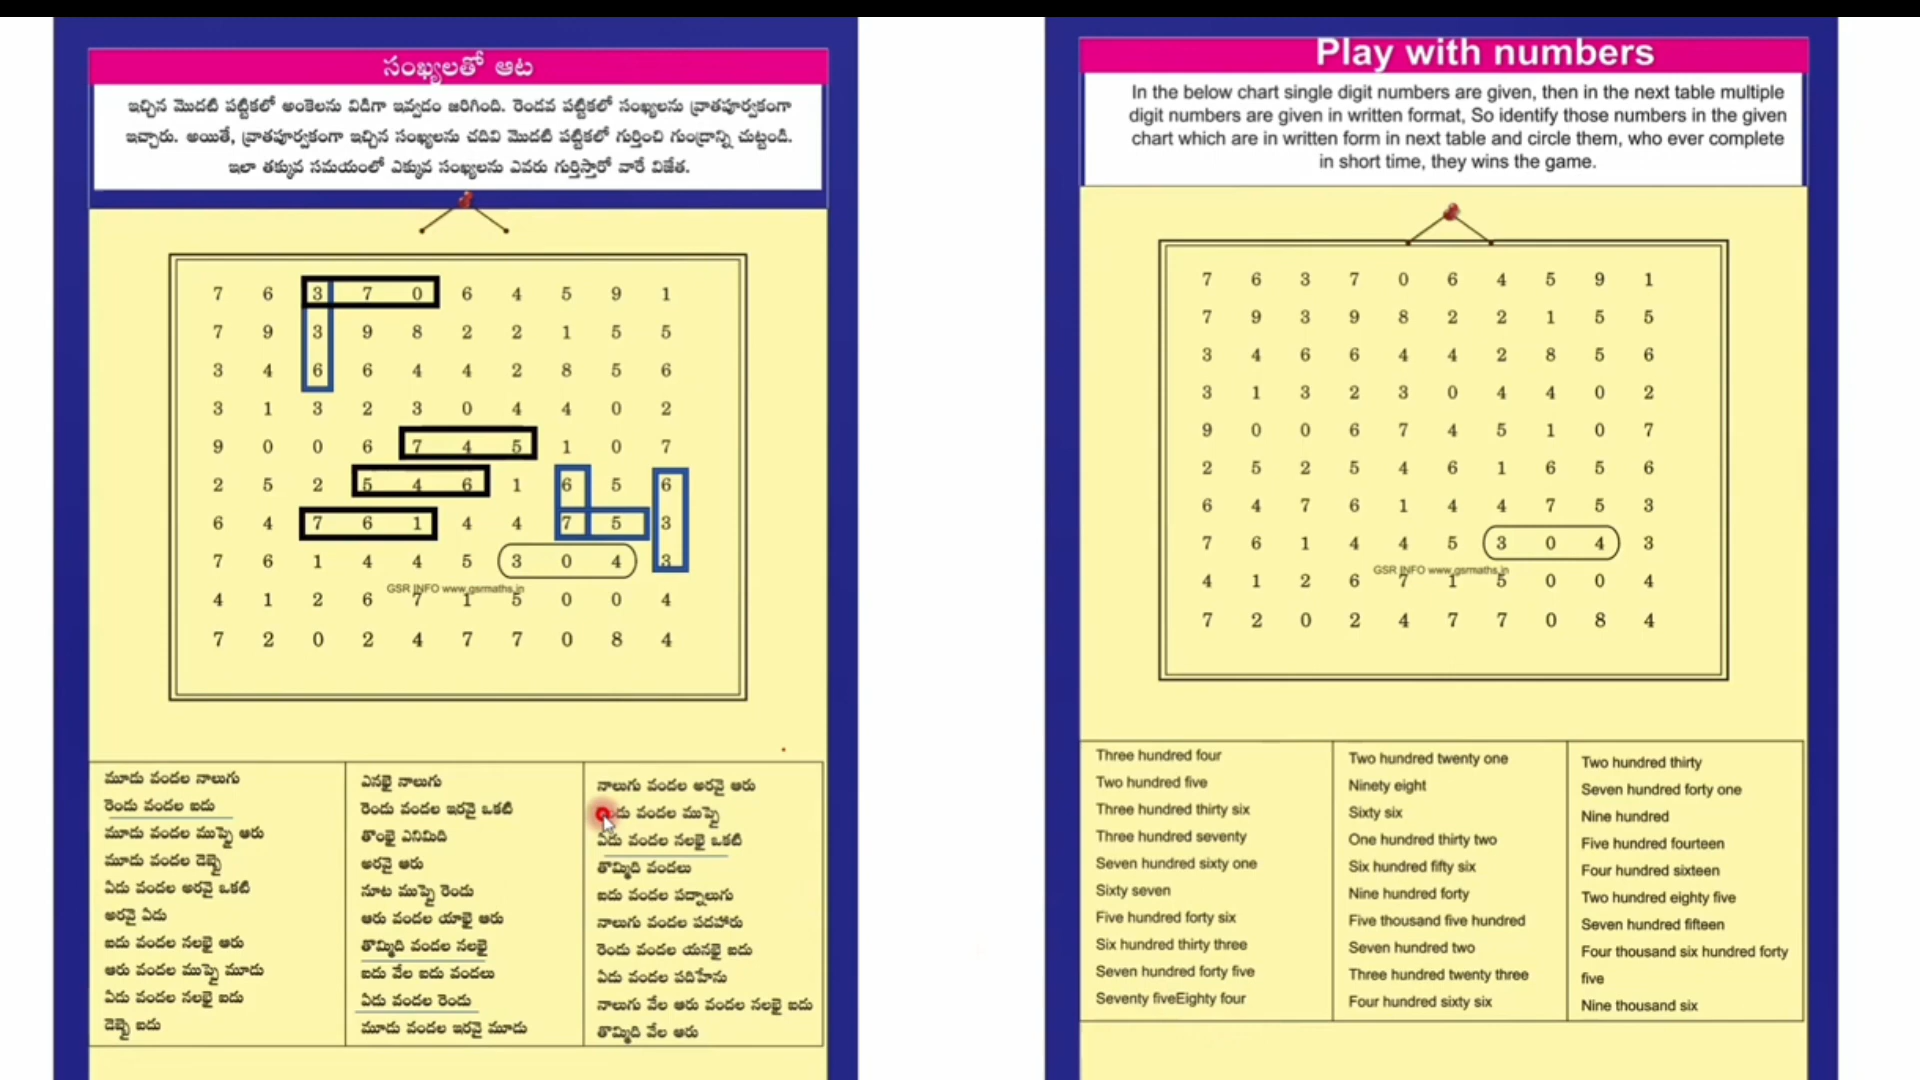 సంఖ్యలతో ఆట
ఇచ్చిన మొదటి పట్టికలో అంకెలను విడిగా ఇవ్వడం జరిగింది. రెండవ పట్టికలో సంఖ్యలను వ్రాతపూర్వకంగా
ఇచ్చారు. అయితే, వ్రాతపూర్వకంగా ఇచ్చిన సంఖ్యలను చదివి మొదటి పట్టికలో గుర్తించి గుండ్రాన్ని చుట్టండి.
ఇలా తక్కువ సమయంలో ఎక్కువ సంఖ్యలను ఎవరు గుర్తిస్తారో వారే విజేత.
7 6 3 7 0 6 4 5 9 1
7 9 3 9 8 2 2 1 5 5
3 4 6 6 4 4 2 8 5 6
3 1 3 2 3 0 4 4 0 2
9 0 0 6 7 4 5 1 0 7
2 5 2 5 4 6 1 6 5 6
6 4 7 6 1 4 4 7 5 3
7 6 1 4 4 5 3 0 4 3
GSR INFO www.gsrmaths.in
4 1 2 6 7 1 5 0 0 4
7 2 0 2 4 7 7 0 8 4
మూడు వందల నాలుగు
రెండు వందల ఐదు
మూడు వందల ముప్పై ఆరు
మూడు వందల డెబ్బై
ఏడు వందల అరవై ఒకటి
అరవై ఏడు
ఐదు వందల నలభై ఆరు
ఆరు వందల ముప్పై మూడు
ఏడు వందల నలభై ఐదు
డెబ్బై ఐదు
ఎనభై నాలుగు
రెండు వందల ఇరవై ఒకటి
తొంభై ఎనిమిది
అరవై ఆరు
నూట ముప్పై రెండు
ఆరు వందల యాభై ఆరు
తొమ్మిది వందల నలభై
ఐదు వేల ఐదు వందలు
ఏడు వందల రెండు
మూడు వందల ఇరవై మూడు
నాలుగు వందల అరవై ఆరు
వందల ముప్పై
ఏడు వందల నలభై ఒకటి
తొమ్మిది వందలు
ఐదు వందల పద్నాలుగు
నాలుగు వందల పదహారు
రెండు వందల యనభై ఐదు
ఏడు వందల పదిహేను
నాలుగు వేల ఆరు వందల నలభై ఐదు
తొమ్మిది వేల ఆరు
Play with numbers
In the below chart single digit numbers are given, then in the next table multiple
digit numbers are given in written format, So identify those numbers in the given
chart which are in written form in next table and circle them, who ever complete
in short time, they wins the game.
7 6 3 7 0 6 4 5 9 1
7 9 3 9 8 2 2 1 5 5
3 4 6 6 4 4 2 8 5 6
3 1 3 2 3 0 4 4 0 2
9 0 0 6 7 4 5 1 0 7
2 5 2 5 4 6 1 6 5 6
6 4 7 6 1 4 4 7 5 3
7 6 1 4 4 5 3 0 4 3
GSR INFO www.gsrmaths.in
4 1 2 6 7 1 5 0 0 4
7 2 0 2 4 7 7 0 8 4
Three hundred four
Two hundred five
Three hundred thirty six
Three hundred seventy
Seven hundred sixty one
Sixty seven
Five hundred forty six
Six hundred thirty three
Seven hundred forty five
Seventy fiveEighty four
Two hundred twenty one
Ninety eight
Sixty six
One hundred thirty two
Six hundred fifty six
Nine hundred forty
Five thousand five hundred
Seven hundred two
Three hundred twenty three
Four hundred sixty six
Two hundred thirty
Seven hundred forty one
Nine hundred
Five hundred fourteen
Four hundred sixteen
Two hundred eighty five
Seven hundred fifteen
Four thousand six hundred forty
five
Nine thousand six